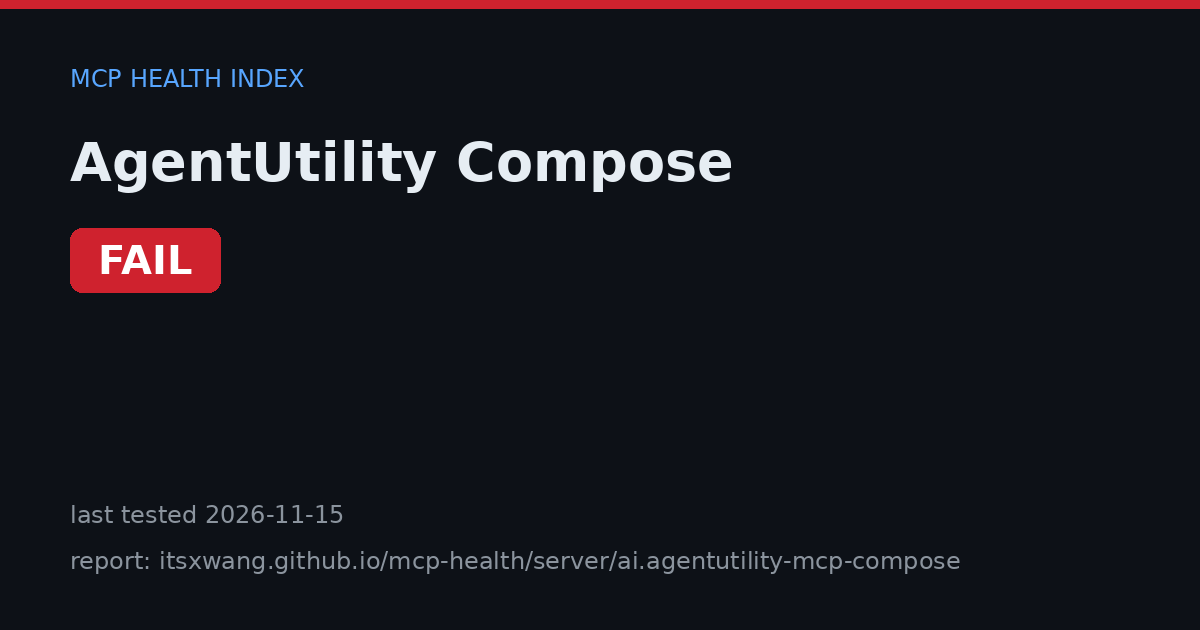 MCP HEALTH INDEX
AgentUtility Compose
FAIL
last tested 2026-11-15
report: itsxwang.github.io/mcp-health/server/ai.agentutility-mcp-compose